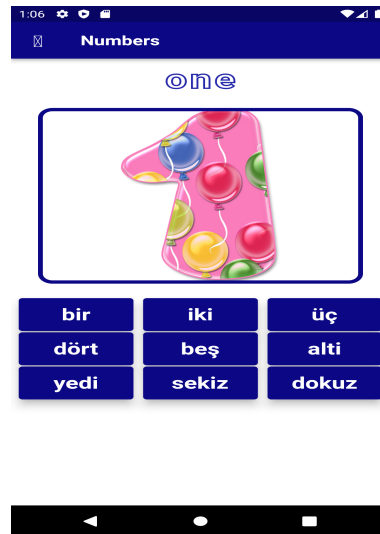 1:06
Numbers
one
bir iki üç
dört beş alti
yedi sekiz dokuz